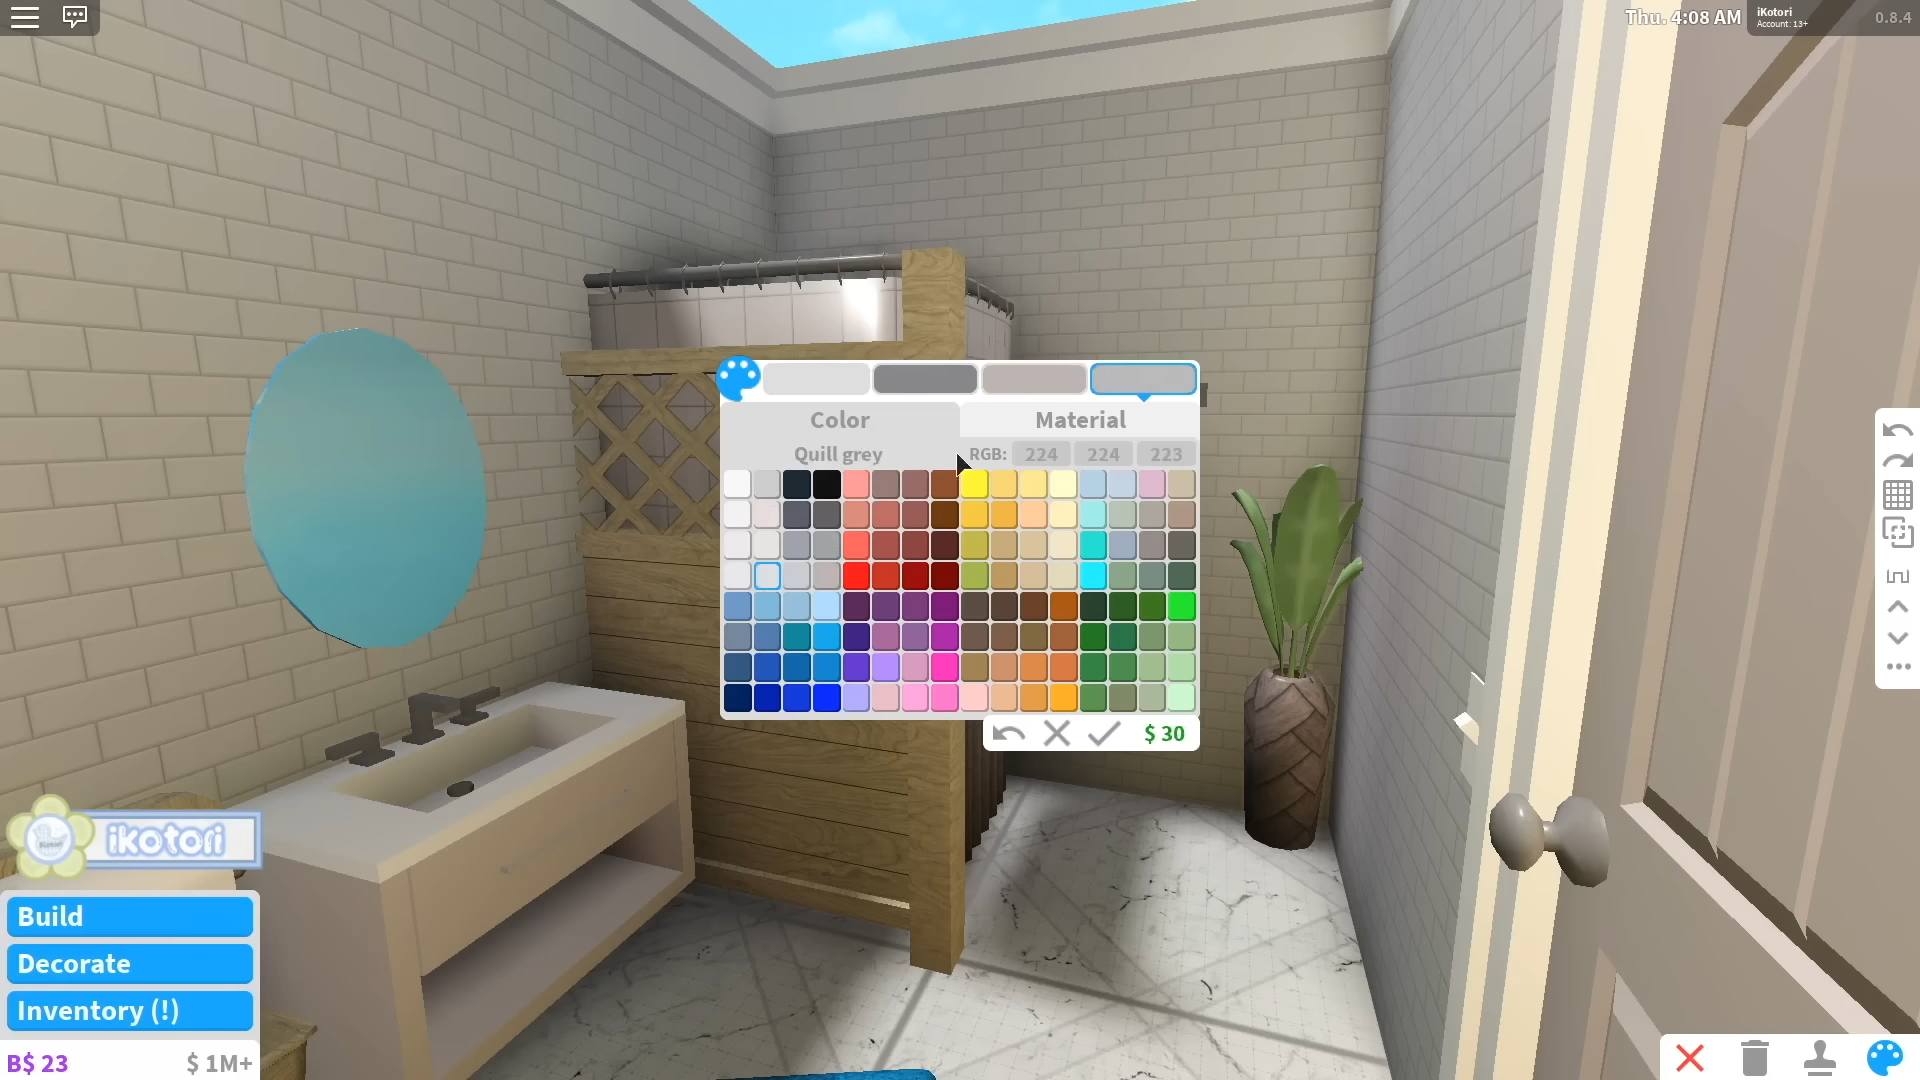 Thu. 4:08 AM
iKotori
Account: 13+
0.8.4
Color
Material
Quill grey
RGB: 224 224 223
$ 30
ikotori
Build
Decorate
Inventory (!)
B$ 23
$ 1M+